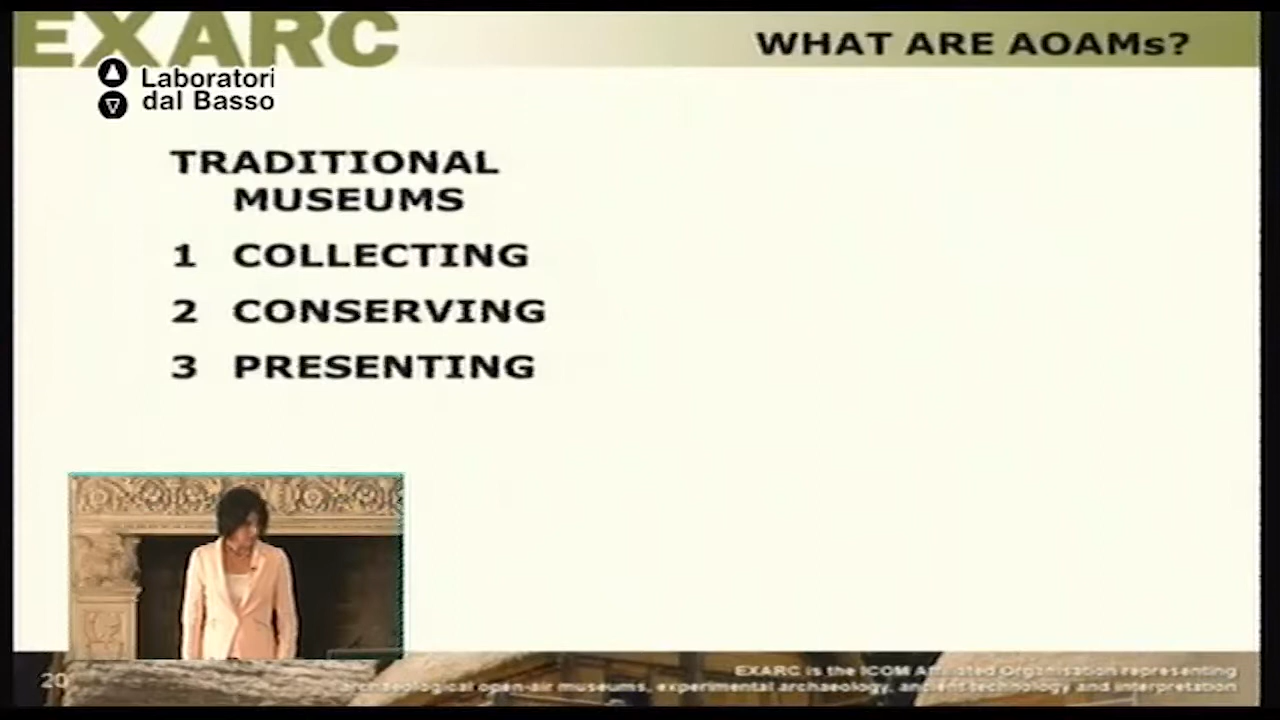 EXARC
WHAT ARE AOAMs?
Laboratori
dal Basso
TRADITIONAL
MUSEUMS
1 COLLECTING
2 CONSERVING
3 PRESENTING
20
EXARC is the ICOM Affiliated Organisation representing
archaeological open-air museums, experimental archaeology, ancient technology and interpretation